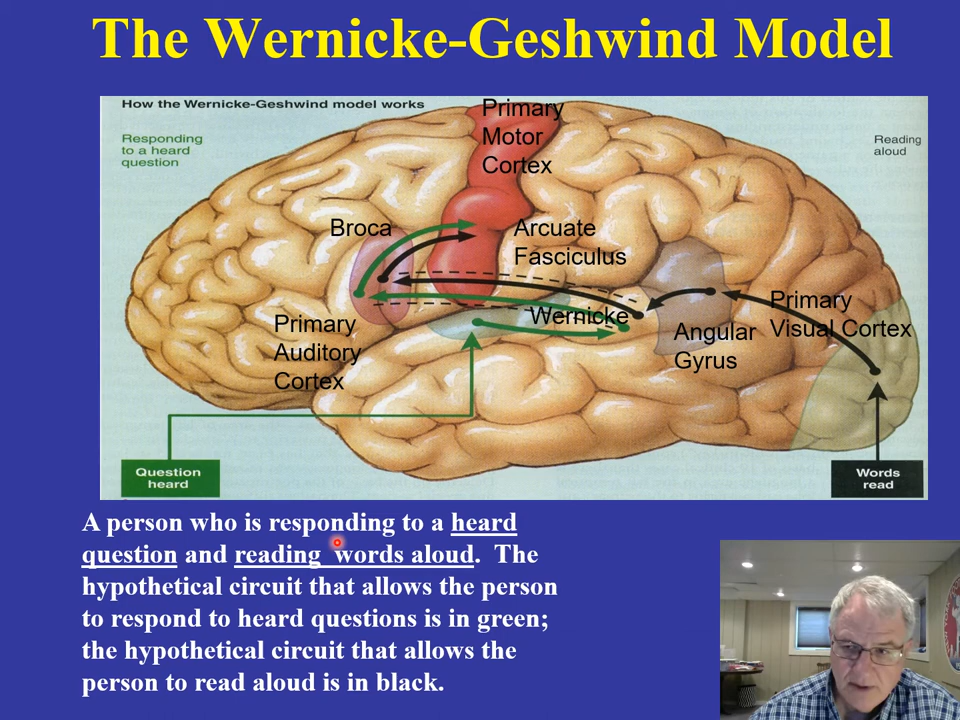 The Wernicke-Geshwind Model
How the Wernicke-Geshwind model works
Responding
to a heard
question
Primary
Motor
Cortex
Reading
aloud
Broca
Arcuate
Fasciculus
Primary
Auditory
Cortex
Wernicke
Angular
Gyrus
Primary
Visual Cortex
Question
heard
Words
read
A person who is responding to a heard
question and reading words aloud. The
hypothetical circuit that allows the person
to respond to heard questions is in green;
the hypothetical circuit that allows the
person to read aloud is in black.